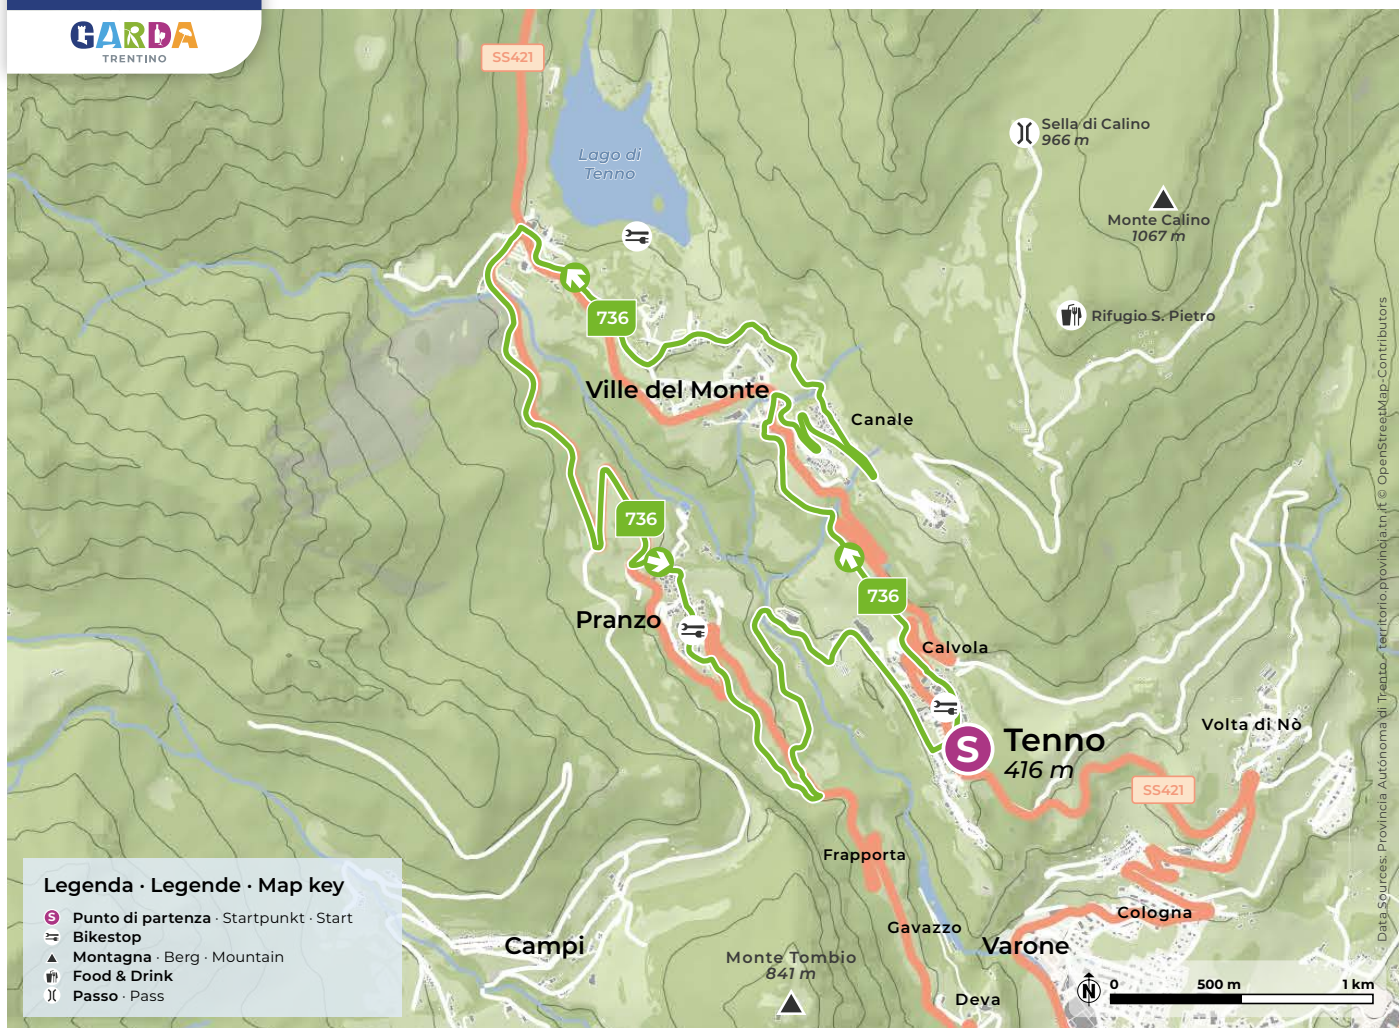 GARDA
TRENTINO
SS421
Lago di
Tenno
Sella di Calino
966 m
Monte Calino
1067 m
Rifugio S. Pietro
736
Ville del Monte
Canale
736
736
Pranzo
Calvola
S
Tenno
416 m
Volta di Nò
SS421
Frapporta
Cologna
Gavazzo
Varone
Campi
Monte Tombio
841 m
Deva
Legenda · Legende · Map key
S Punto di partenza · Startpunkt · Start
Bikestop
Montagna · Berg · Mountain
Food & Drink
Passo · Pass
N
0 500 m 1 km
Data Sources: Provincia Autonoma di Trento - territorio.provincia.tn.it © OpenStreetMap-Contributors